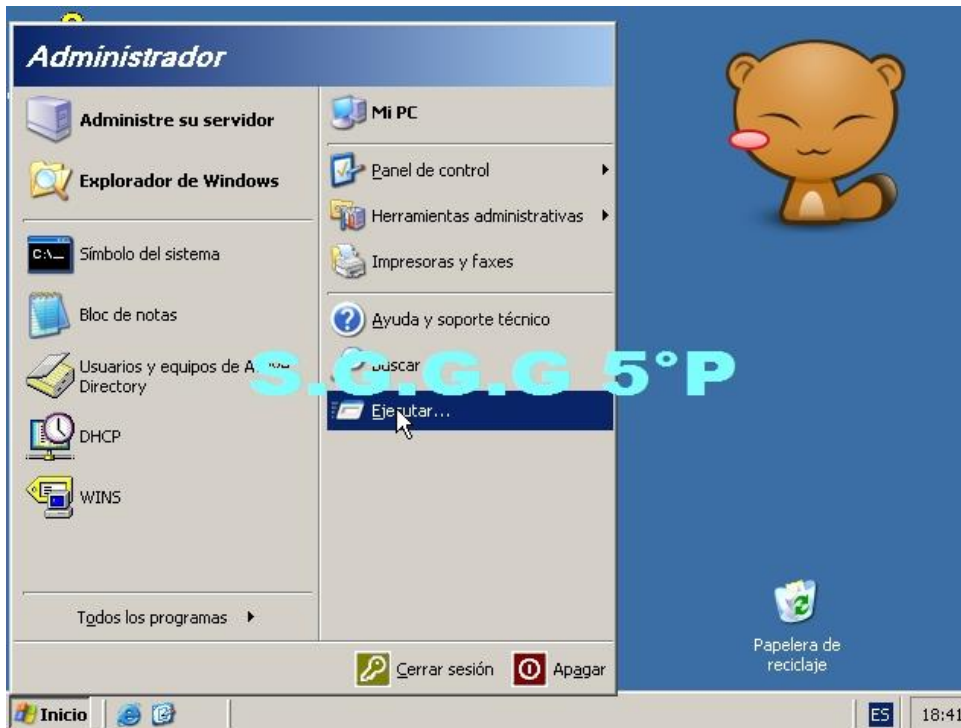 Administrador
Administre su servidor
Explorador de Windows
Símbolo del sistema
Bloc de notas
Usuarios y equipos de
Directory
DHCP
WINS
Todos los programas
Mi PC
Panel de control
Herramientas administrativas
Impresoras y faxes
Ayuda y soporte técnico
Buscar
Ejecutar...
S.G.G.G 5°P
Cerrar sesión
Apagar
Papelera de
reciclaje
Inicio
ES
18:41